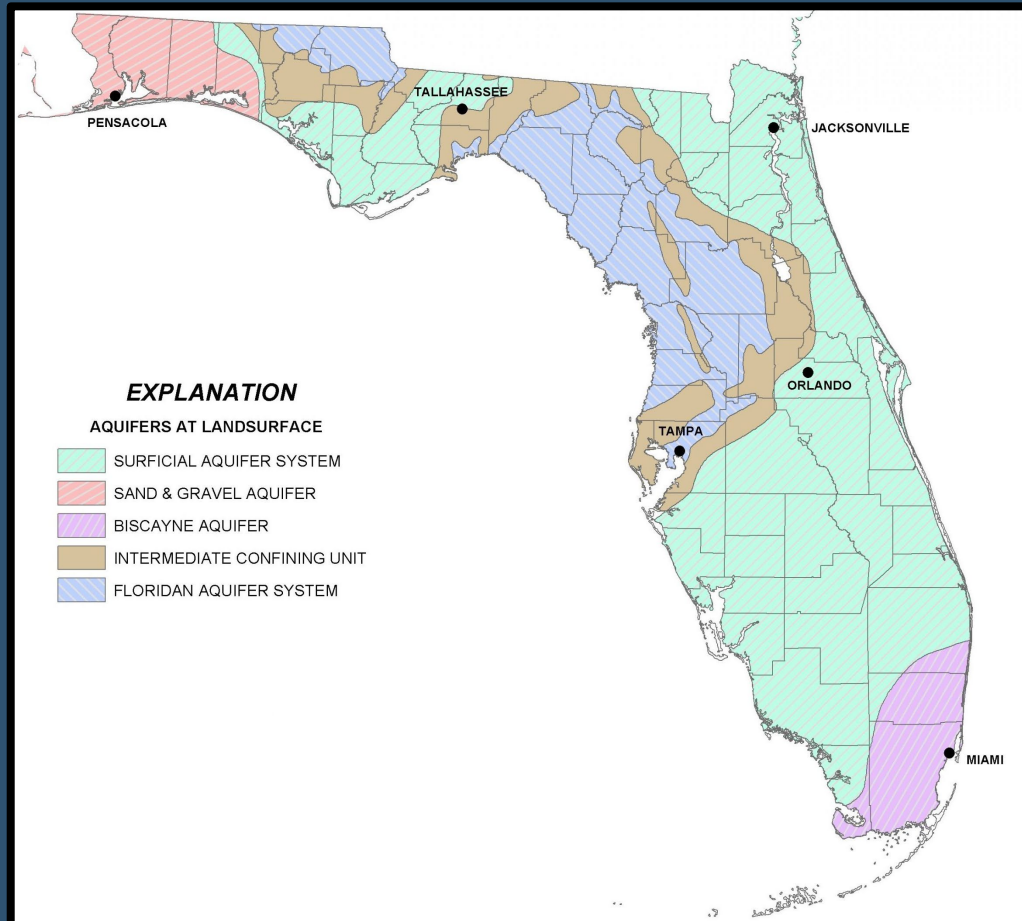 TALLAHASSEE
PENSACOLA
JACKSONVILLE
ORLANDO
TAMPA
MIAMI
EXPLANATION
AQUIFERS AT LANDSURFACE
SURFICIAL AQUIFER SYSTEM
SAND & GRAVEL AQUIFER
BISCAYNE AQUIFER
INTERMEDIATE CONFINING UNIT
FLORIDAN AQUIFER SYSTEM